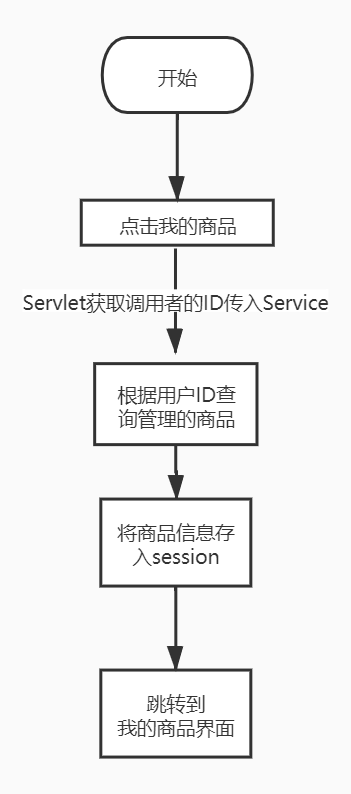 开始
点击我的商品
Servlet获取调用者的ID传入Service
根据用户ID查
询管理的商品
将商品信息存
入session
跳转到
我的商品界面